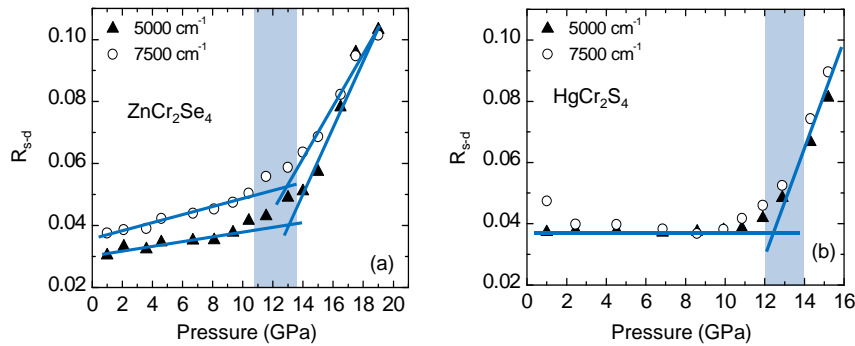 ▲ 5000 cm⁻¹
○ 7500 cm⁻¹
ZnCr₂Se₄
R_{s-d}
0.10
0.08
0.06
0.04
0.02
(a)
0 2 4 6 8 10 12 14 16 18 20
Pressure (GPa)
▲ 5000 cm⁻¹
○ 7500 cm⁻¹
HgCr₂S₄
R_{s-d}
0.10
0.08
0.06
0.04
0.02
(b)
0 2 4 6 8 10 12 14 16
Pressure (GPa)